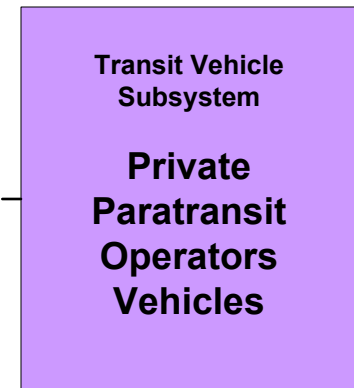 Transit Vehicle
Subsystem
Private
Paratransit
Operators
Vehicles